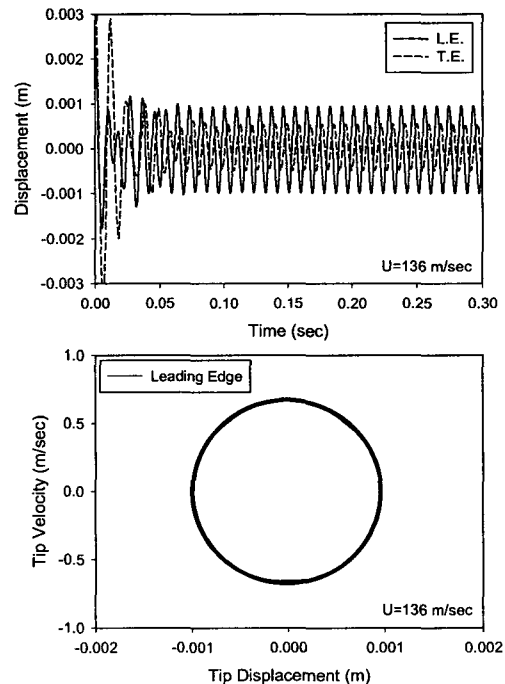 0.003
0.002
0.001
0.000
-0.001
-0.002
-0.003
Displacement (m)
L.E.
T.E.
U=136 m/sec
0.00 0.05 0.10 0.15 0.20 0.25 0.30
Time (sec)
1.0
0.5
0.0
-0.5
-1.0
Tip Velocity (m/sec)
Leading Edge
U=136 m/sec
-0.002 -0.001 0.000 0.001 0.002
Tip Displacement (m)